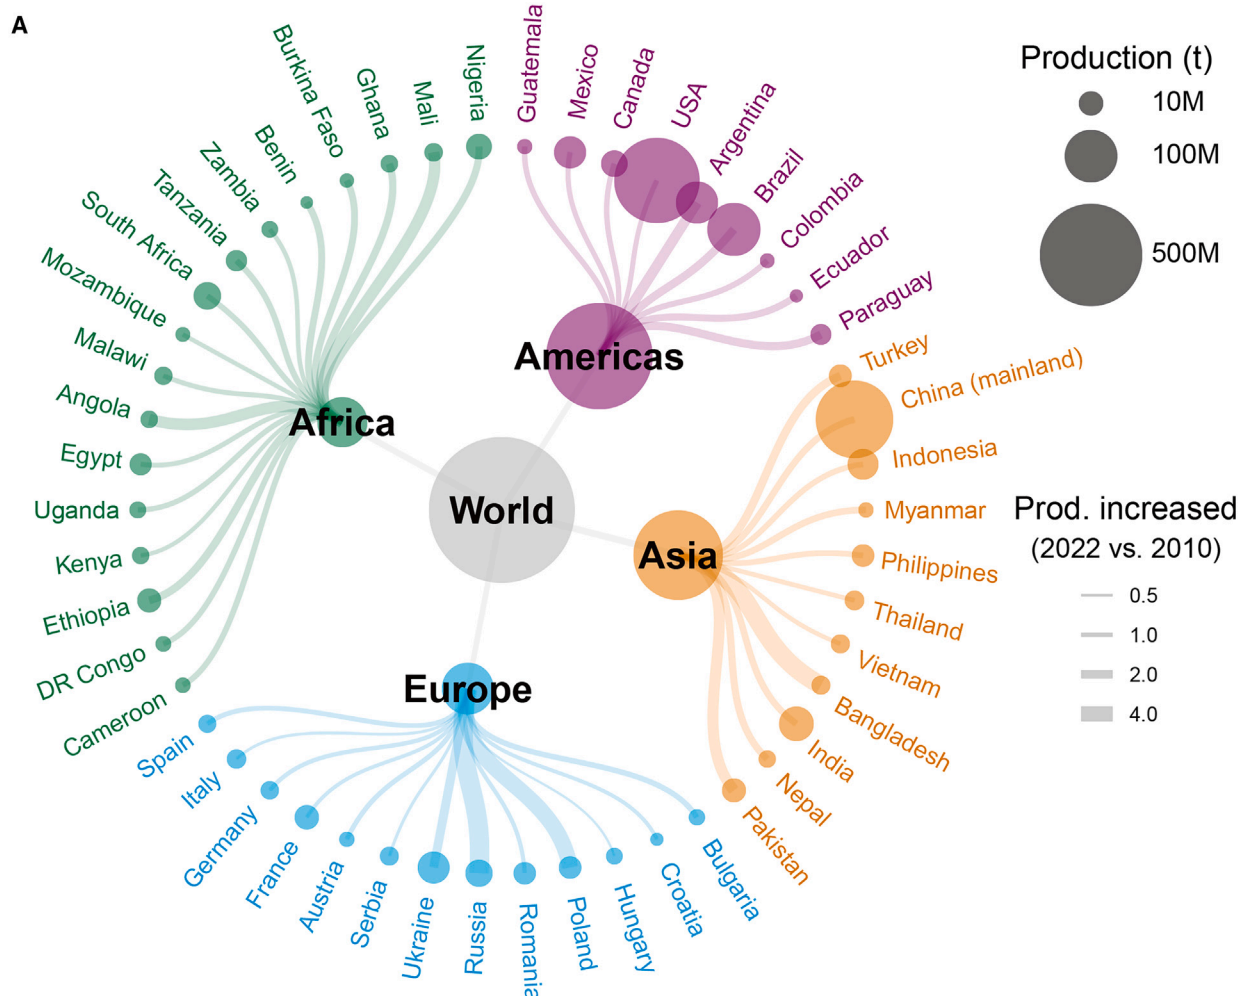 A
Burkina Faso
Ghana
Mali
Nigeria
Benin
Zambia
Tanzania
South Africa
Mozambique
Malawi
Angola
Egypt
Uganda
Kenya
Ethiopia
DR Congo
Cameroon
Africa
Guatemala
Mexico
Canada
USA
Argentina
Brazil
Colombia
Ecuador
Paraguay
Americas
World
Turkey
China (mainland)
Indonesia
Myanmar
Philippines
Thailand
Vietnam
Bangladesh
India
Nepal
Pakistan
Asia
Europe
Spain
Italy
Germany
France
Austria
Serbia
Ukraine
Russia
Romania
Poland
Hungary
Croatia
Bulgaria
Production (t)
10M
100M
500M
Prod. increased
(2022 vs. 2010)
0.5
1.0
2.0
4.0